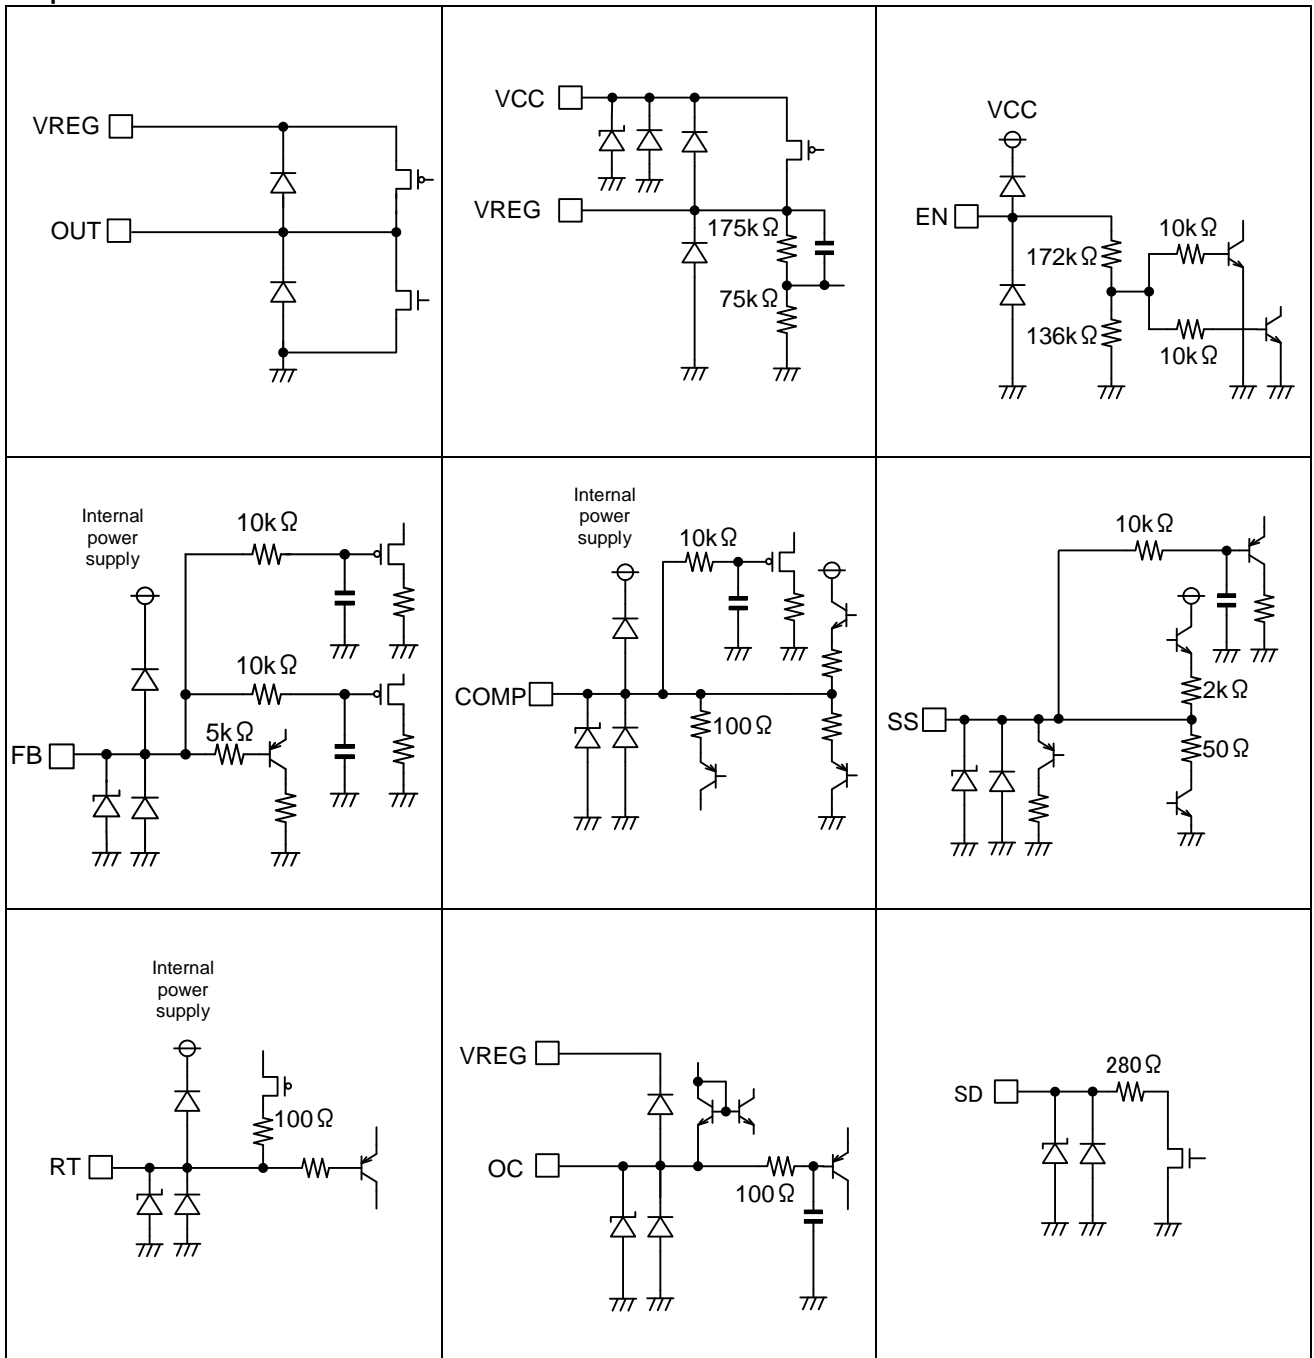 VREG
OUT
VCC
VREG
175kΩ
75kΩ
VCC
EN
10kΩ
172kΩ
136kΩ
10kΩ
Internal
power
supply
10kΩ
10kΩ
5kΩ
FB
Internal
power
supply
10kΩ
COMP
100Ω
10kΩ
2kΩ
SS
50Ω
Internal
power
supply
100Ω
RT
VREG
OC
100Ω
280Ω
SD